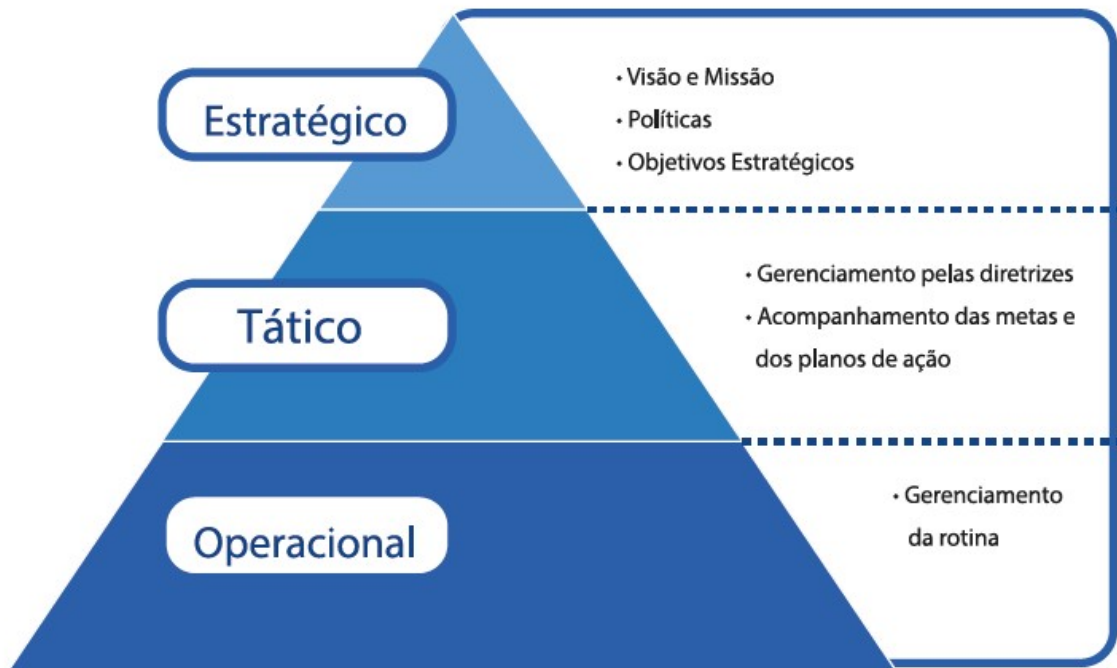 Estratégico
• Visão e Missão
• Políticas
• Objetivos Estratégicos
Tático
• Gerenciamento pelas diretrizes
• Acompanhamento das metas e
dos planos de ação
Operacional
• Gerenciamento
da rotina